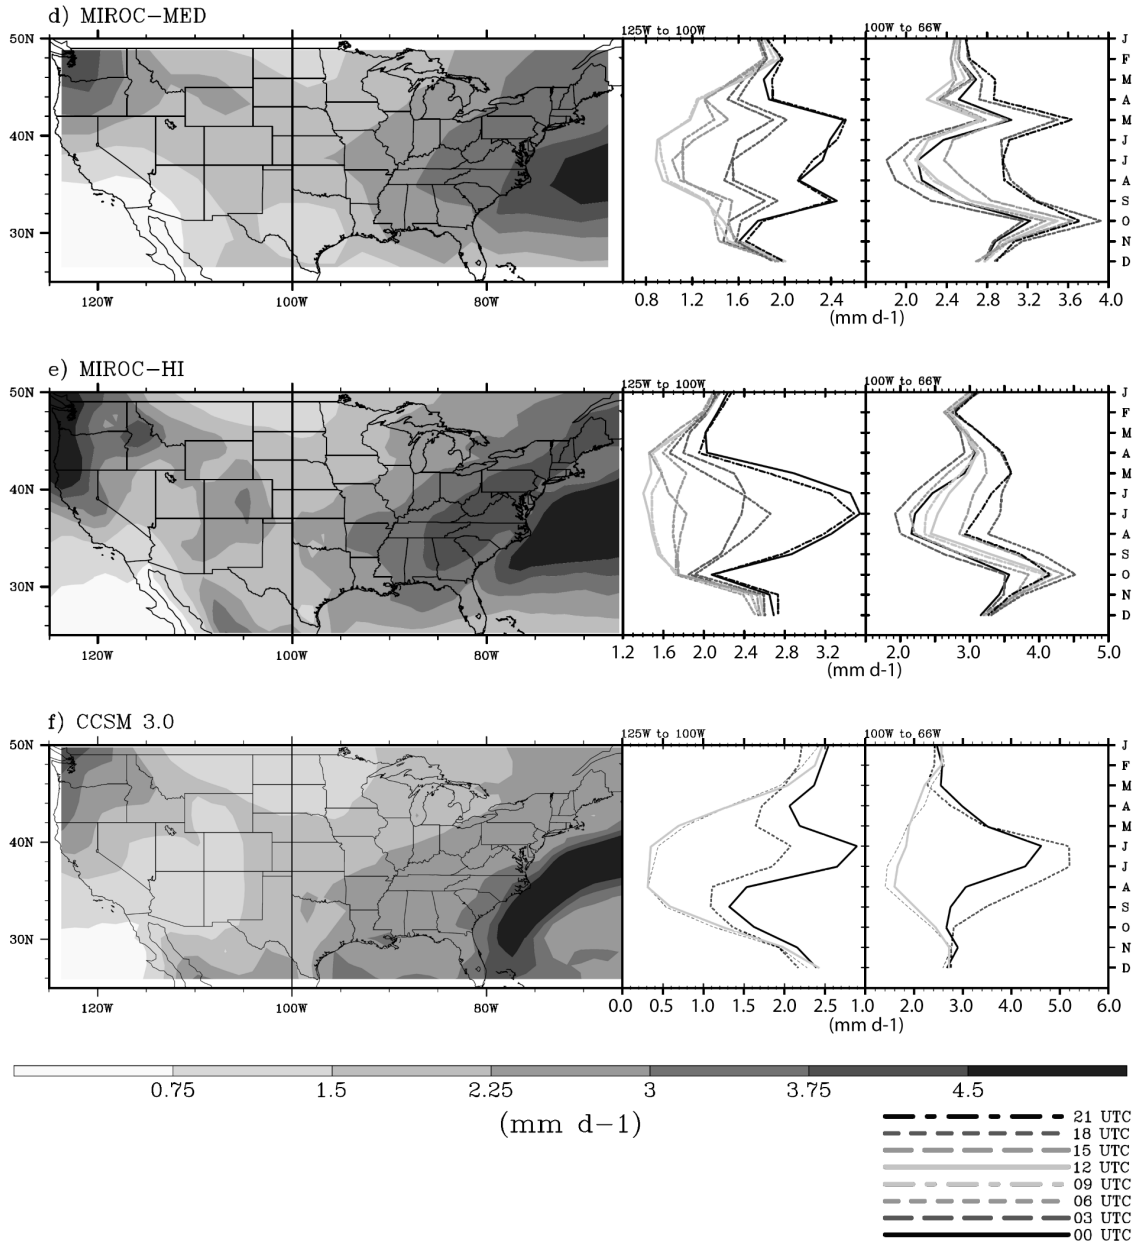 d) MIROC-MED
125W to 100W
100W to 66W
50N
40N
30N
120W
100W
80W
0.8 1.2 1.6 2.0 2.4
(mm d-1)
2.0 2.4 2.8 3.2 3.6 4.0
J
F
M
A
M
J
J
A
S
O
N
D
e) MIROC-HI
125W to 100W
100W to 66W
50N
40N
30N
120W
100W
80W
1.2 1.6 2.0 2.4 2.8 3.2
(mm d-1)
2.0 3.0 4.0 5.0
J
F
M
A
M
J
J
A
S
O
N
D
f) CCSM 3.0
125W to 100W
100W to 66W
50N
40N
30N
120W
100W
80W
0.0 0.5 1.0 1.5 2.0 2.5
(mm d-1)
1.0 2.0 3.0 4.0 5.0 6.0
J
F
M
A
M
J
J
A
S
O
N
D
0.75 1.5 2.25 3 3.75 4.5
(mm d-1)
21 UTC
18 UTC
15 UTC
12 UTC
09 UTC
06 UTC
03 UTC
00 UTC